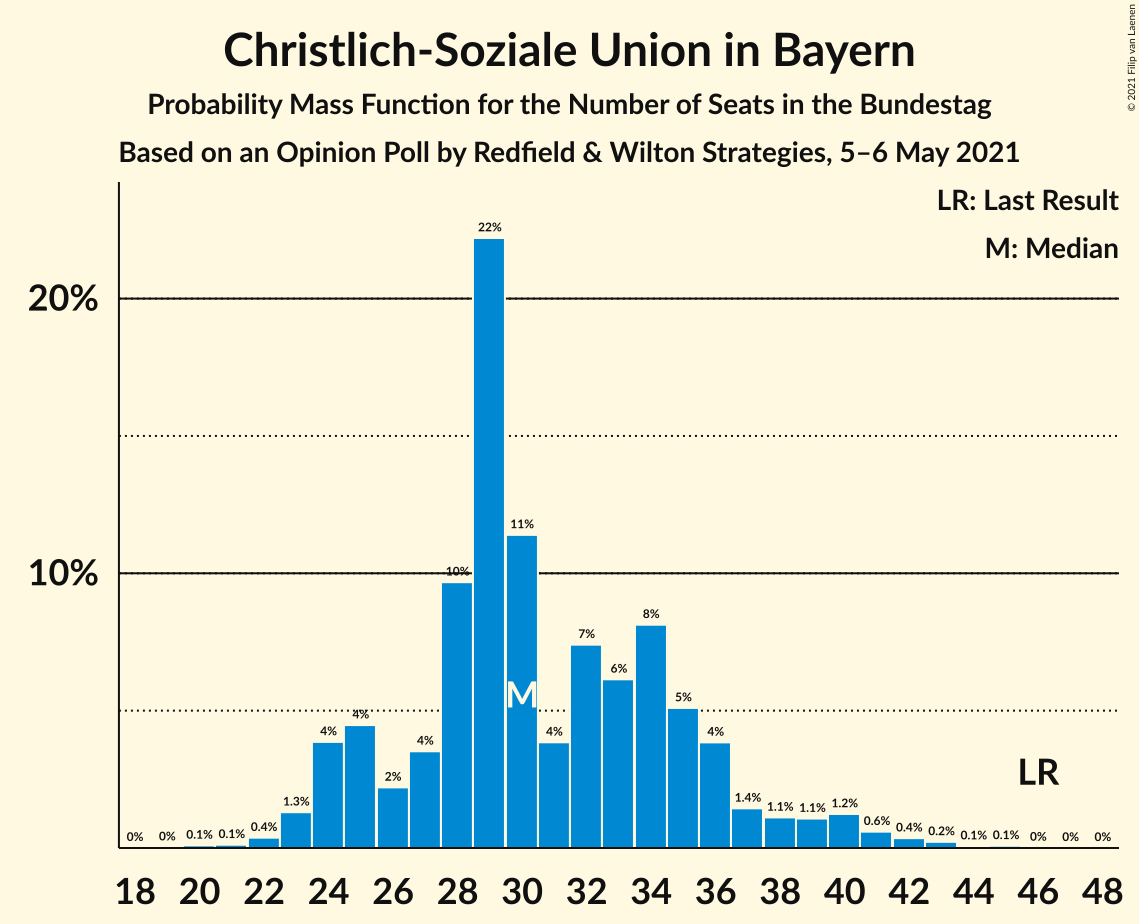 © 2021 Filip van Laenen
Christlich-Soziale Union in Bayern
Probability Mass Function for the Number of Seats in the Bundestag
Based on an Opinion Poll by Redfield & Wilton Strategies, 5–6 May 2021
LR: Last Result
M: Median
20%
10%
0% 0% 0.1% 0.1% 0.4% 1.3% 4% 4% 2% 4% 10% 22% 11% 4% 7% 6% 8% 5% 4% 1.4% 1.1% 1.1% 1.2% 0.6% 0.4% 0.2% 0.1% 0.1% 0% 0% 0%
M
LR
18 20 22 24 26 28 30 32 34 36 38 40 42 44 46 48